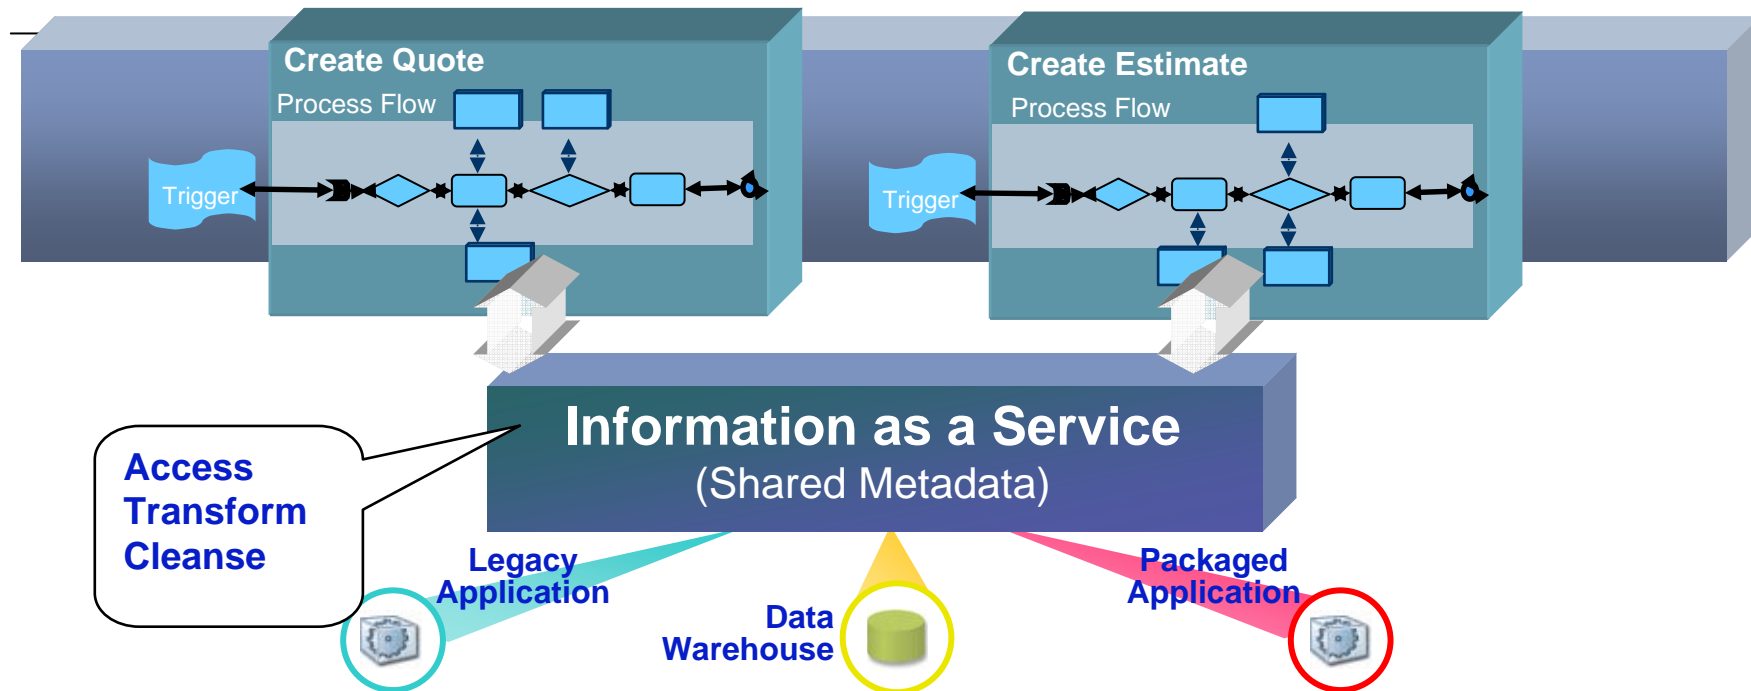 Create Quote
Process Flow
Trigger
Create Estimate
Process Flow
Trigger
Information as a Service
(Shared Metadata)
Access
Transform
Cleanse
Legacy
Application
Data
Warehouse
Packaged
Application